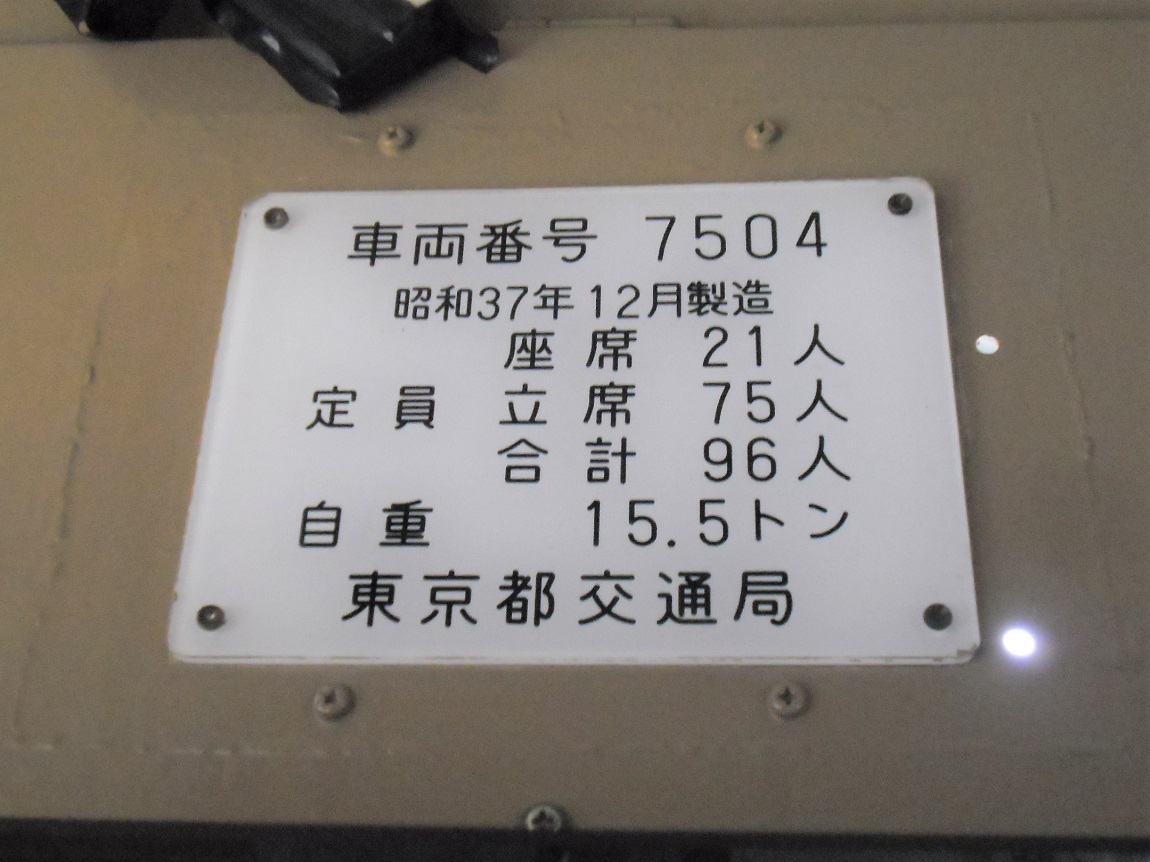 車両番号 7504
昭和37年12月製造
座席 21人
定員 立席 75人
合計 96人
自重 15.5トン
東京都交通局